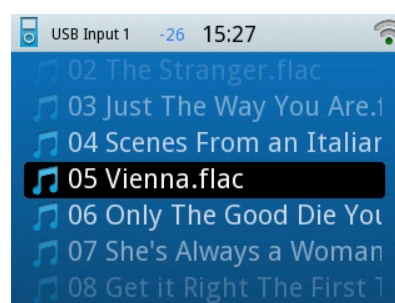 USB Input 1 -26 15:27
02 The Stranger.flac
03 Just The Way You Are.f
04 Scenes From an Italian
05 Vienna.flac
06 Only The Good Die You
07 She's Always a Woman
08 Get it Right The First T